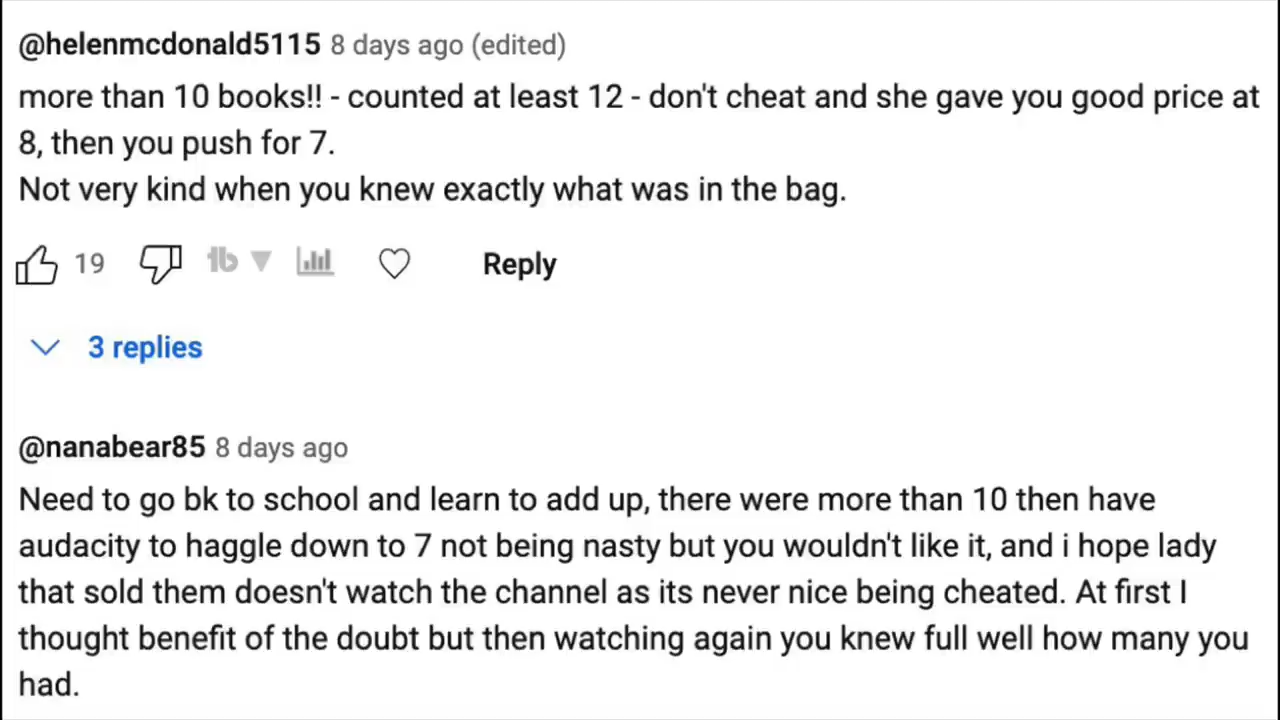 @helenmcdonald5115 8 days ago (edited)
more than 10 books!! - counted at least 12 - don't cheat and she gave you good price at
8, then you push for 7.
Not very kind when you knew exactly what was in the bag.
19 tb Reply
3 replies
@nanabear85 8 days ago
Need to go bk to school and learn to add up, there were more than 10 then have
audacity to haggle down to 7 not being nasty but you wouldn't like it, and i hope lady
that sold them doesn't watch the channel as its never nice being cheated. At first I
thought benefit of the doubt but then watching again you knew full well how many you
had.